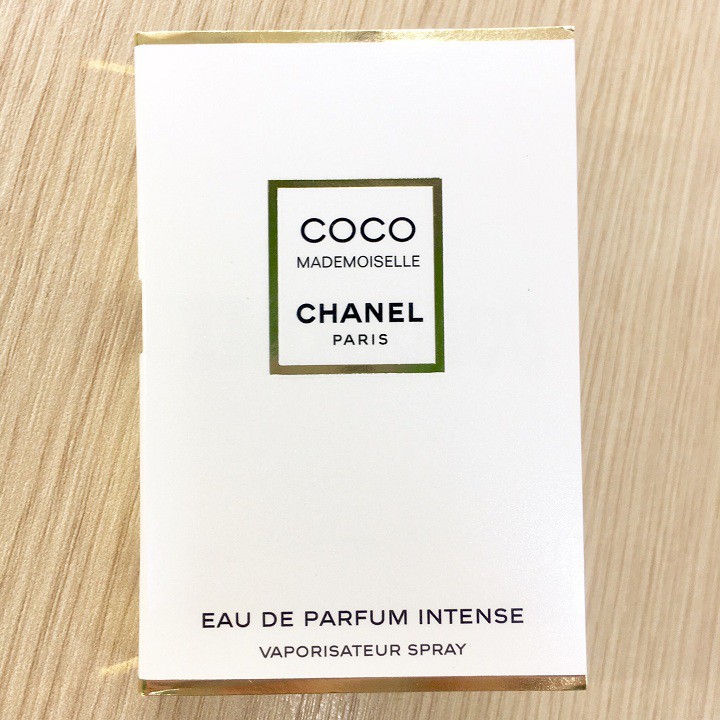 COCO
MADEMOISELLE
CHANEL
PARIS
EAU DE PARFUM INTENSE
VAPORISATEUR SPRAY